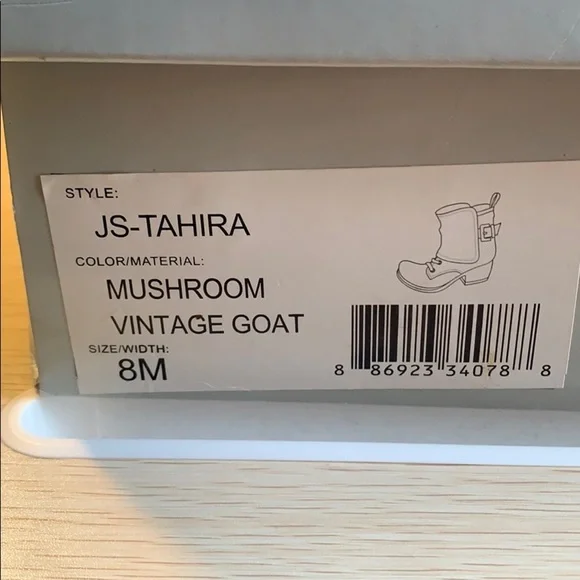 STYLE:
JS-TAHIRA
COLOR/MATERIAL:
MUSHROOM
VINTAGE GOAT
SIZE/WIDTH:
8M
8 86923 34078 8